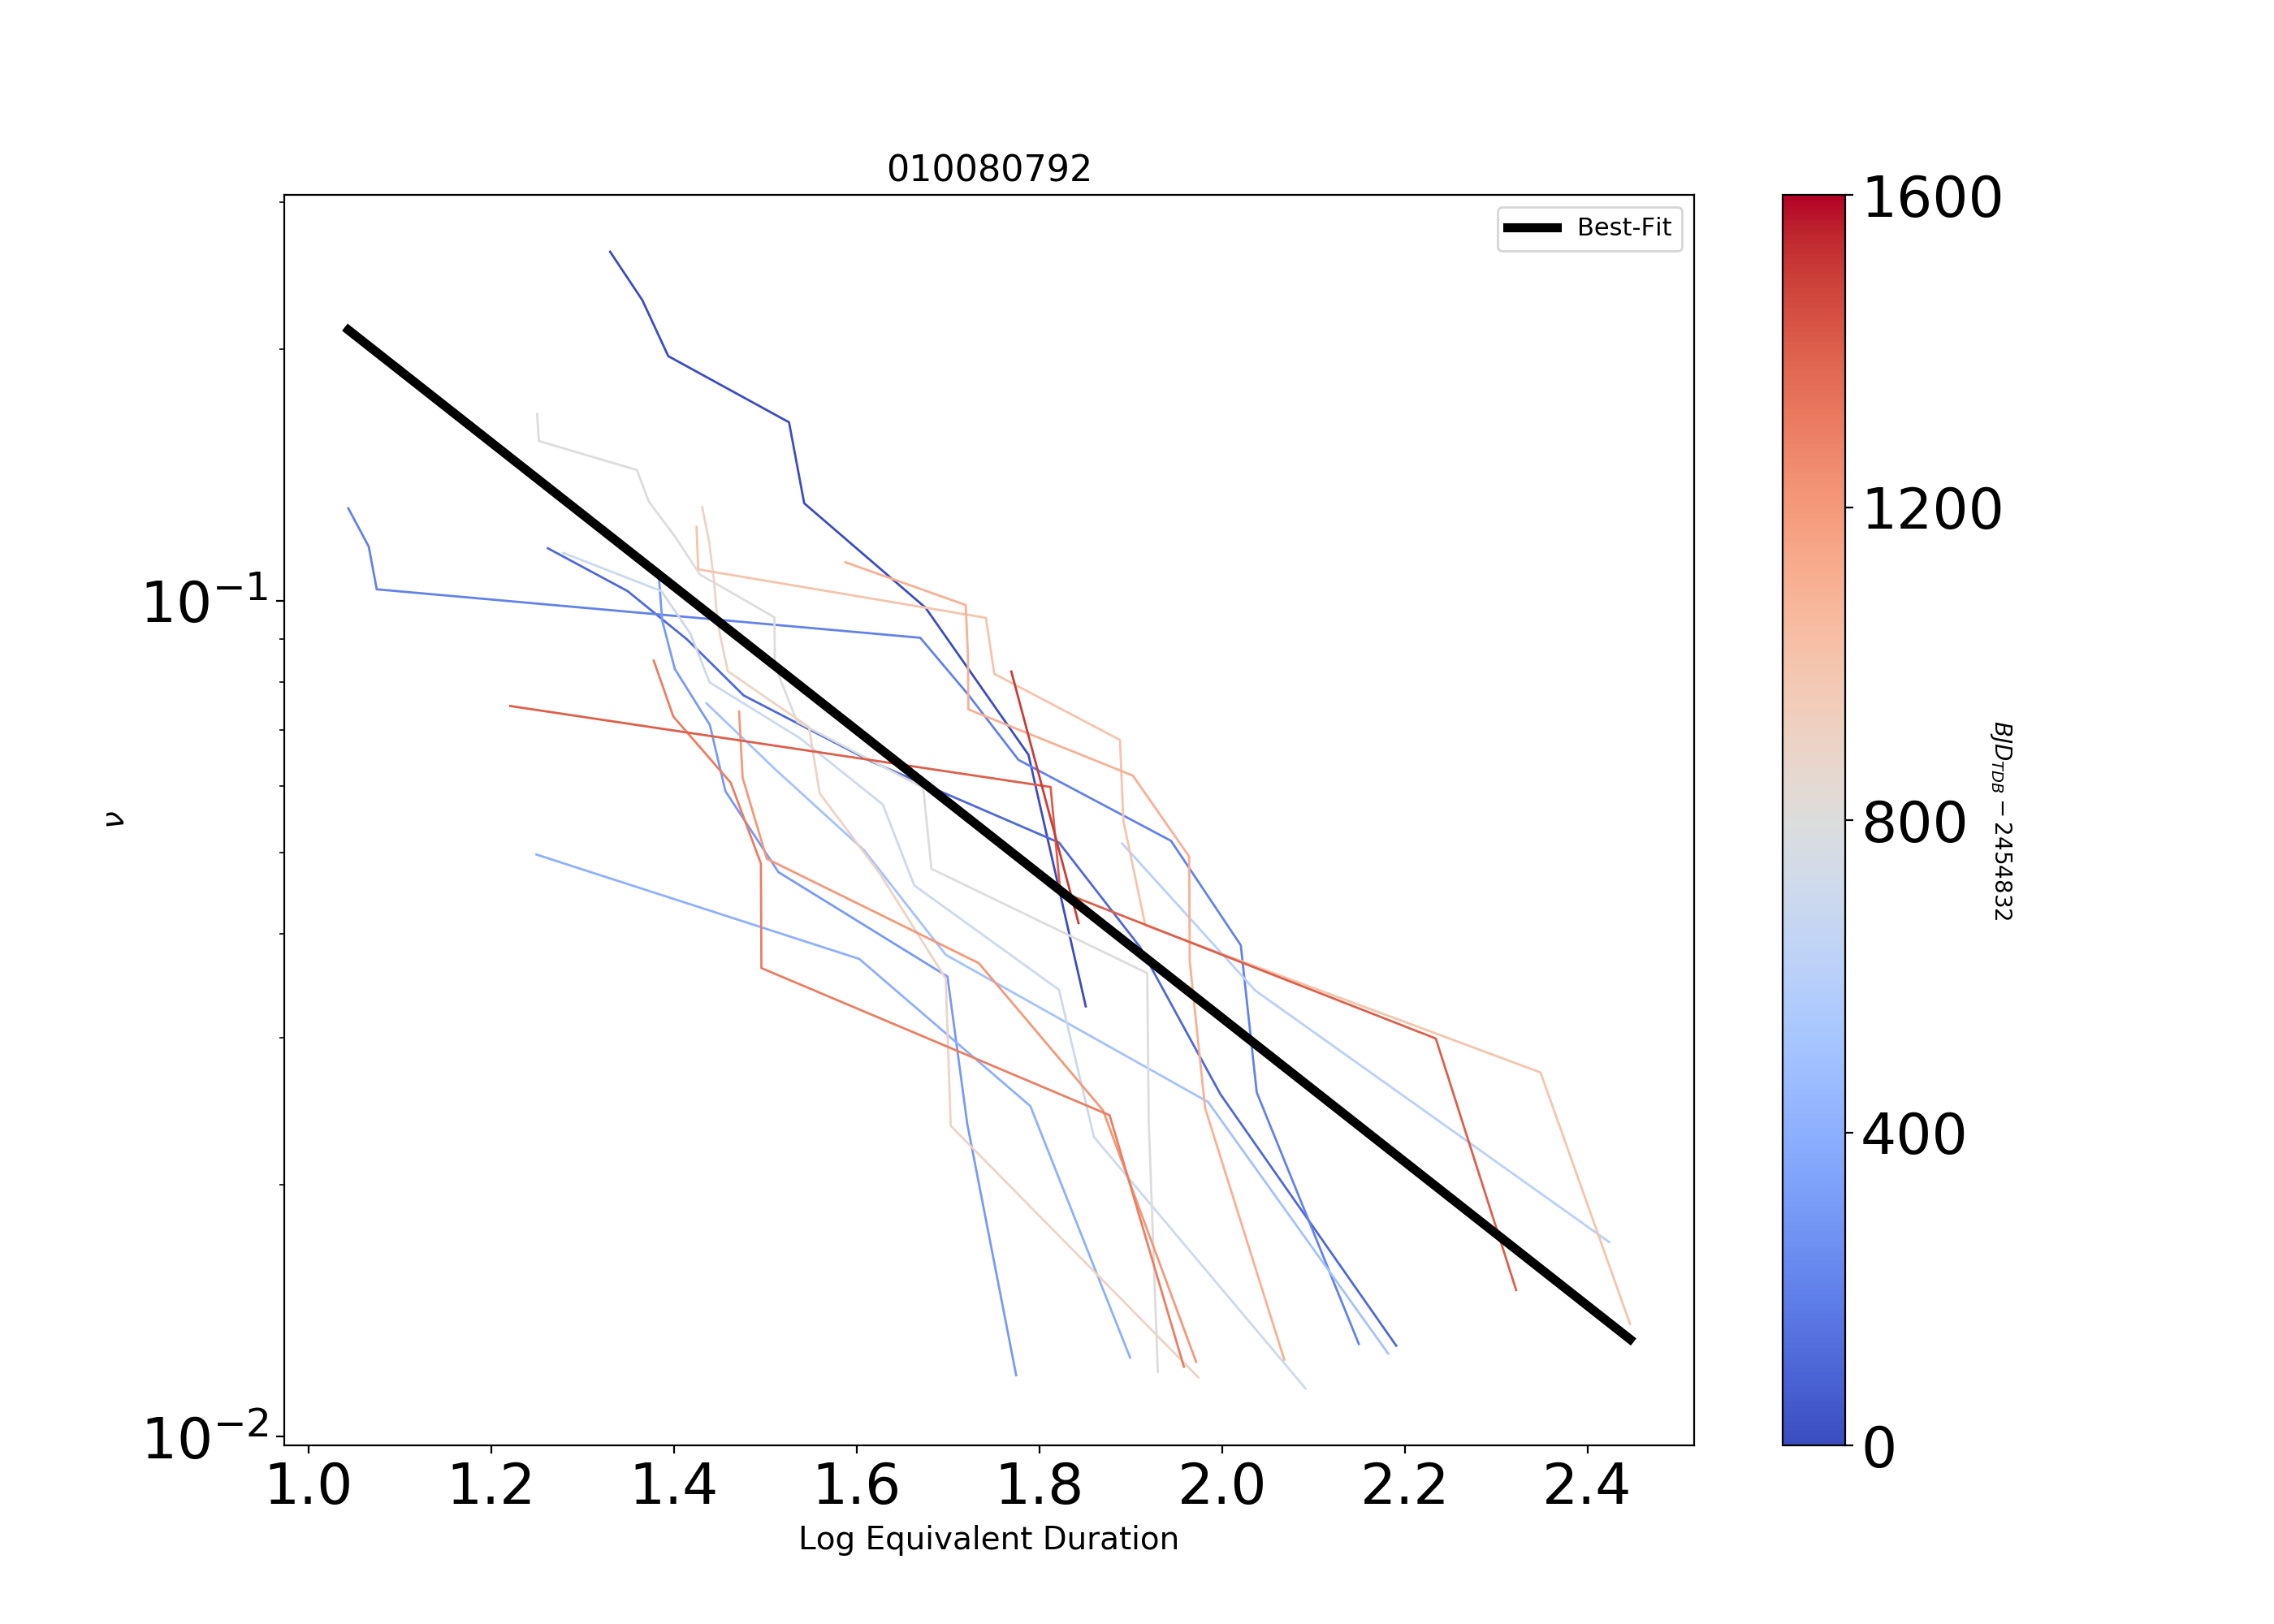 010080792
Best-Fit
10⁻¹
10⁻²
ν
1.0 1.2 1.4 1.6 1.8 2.0 2.2 2.4
Log Equivalent Duration
1600
1200
800
400
0
BJD_TDB − 2454832